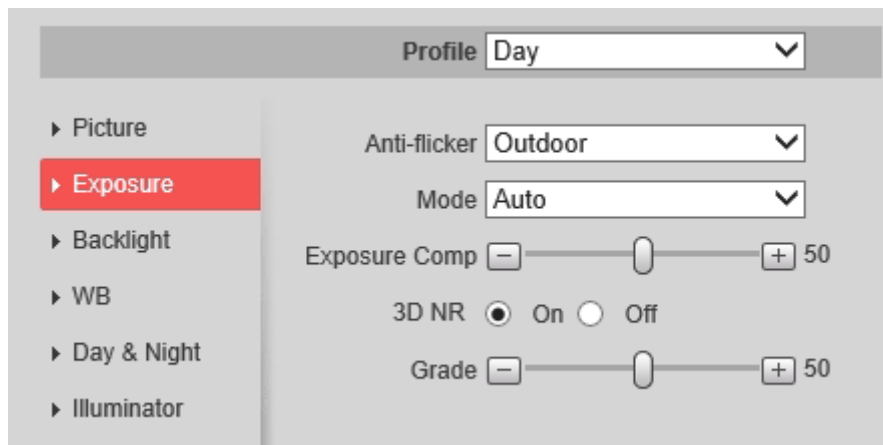 Profile Day
Picture
Exposure
Backlight
WB
Day & Night
Illuminator
Anti-flicker Outdoor
Mode Auto
Exposure Comp - + 50
3D NR On Off
Grade - + 50